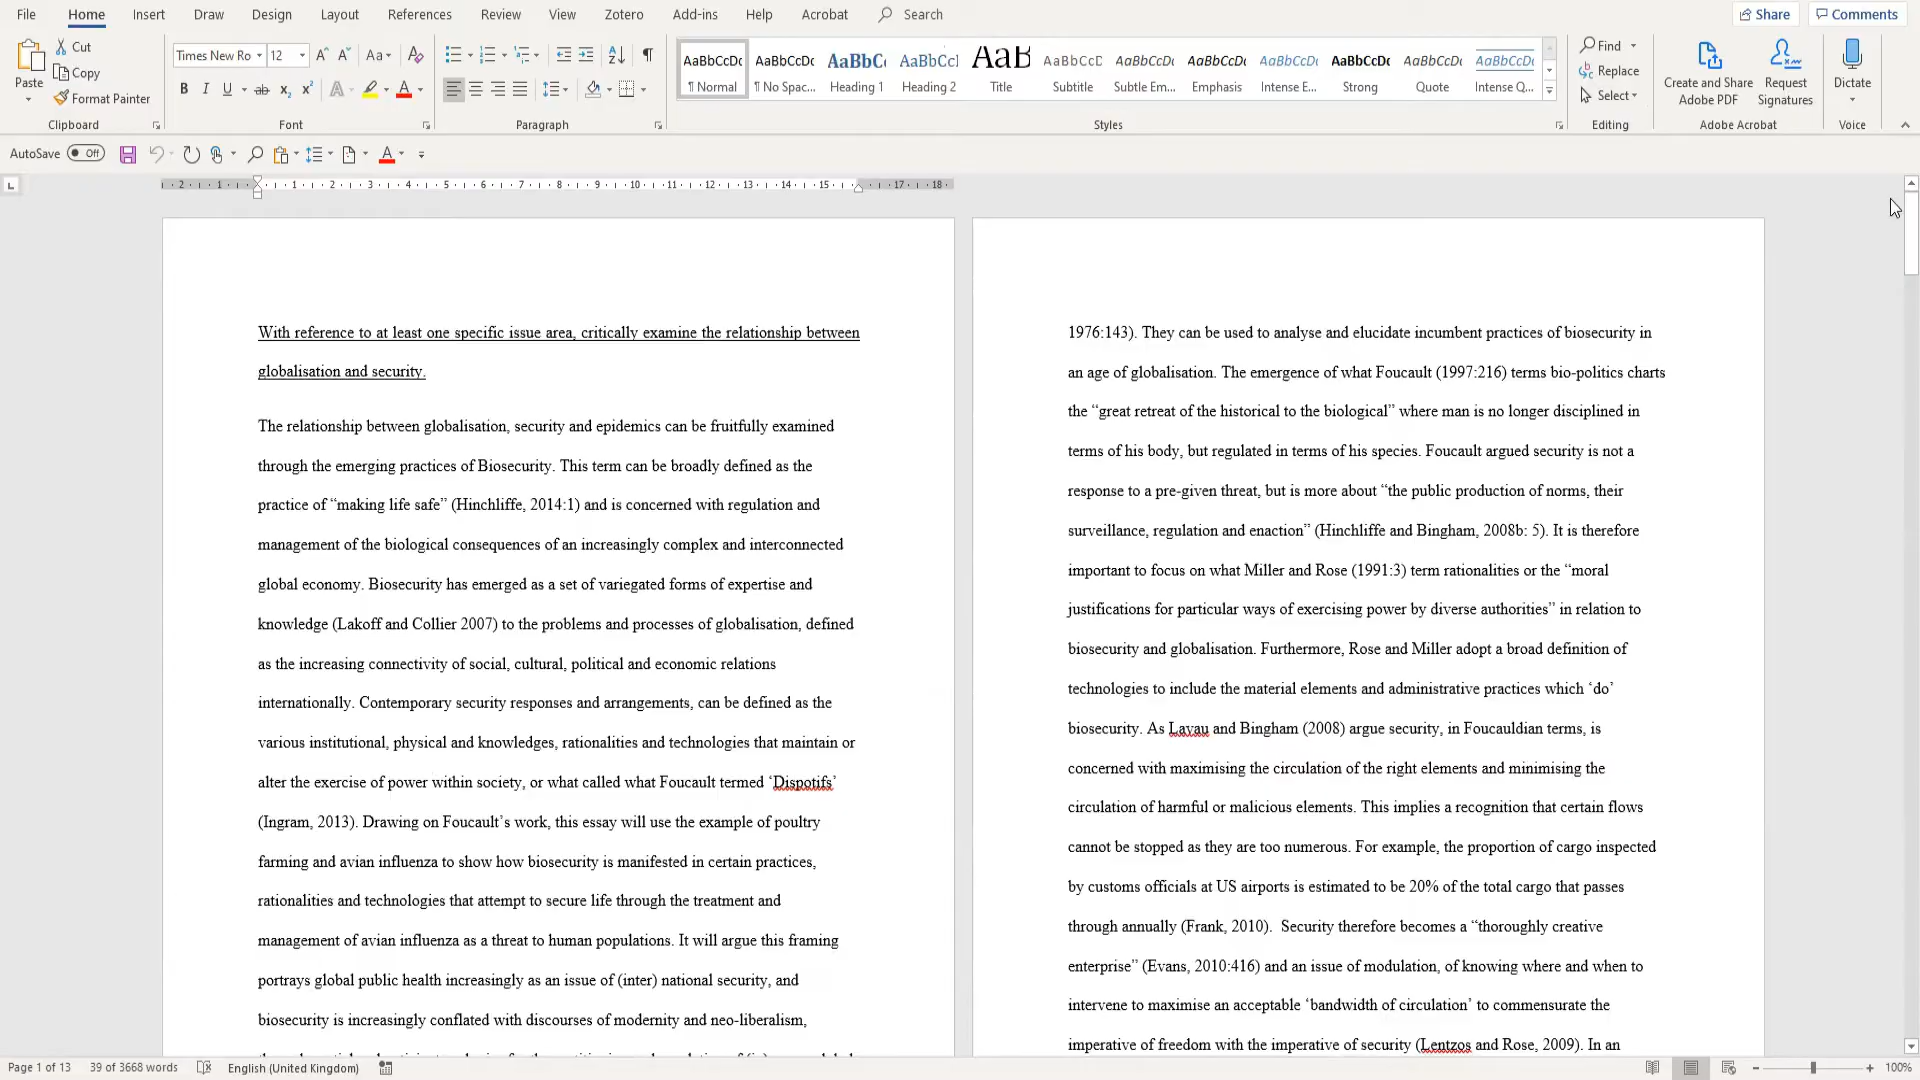 File Home Insert Draw Design Layout References Review View Zotero Add-ins Help Acrobat Search Share Comments
Paste Cut Copy Format Painter Clipboard
Times New Ro 12 Font
Paragraph
AaBbCcDc AaBbCcDc AaBbC( AaBbCcl AaB AaBbCcC AaBbCcDc AaBbCcDc AaBbCcDc AaBbCcDc AaBbCcDc AaBbCcDc
¶ Normal ¶ No Spac... Heading 1 Heading 2 Title Subtitle Subtle Em... Emphasis Intense E... Strong Quote Intense Q...
Styles
Find Replace Select Editing
Create and Share Adobe PDF Request Signatures Adobe Acrobat
Dictate Voice
AutoSave Off
2 1 1 2 3 4 5 6 7 8 9 10 11 12 13 14 15 17 18
With reference to at least one specific issue area, critically examine the relationship between
globalisation and security.
The relationship between globalisation, security and epidemics can be fruitfully examined
through the emerging practices of Biosecurity. This term can be broadly defined as the
practice of “making life safe” (Hinchliffe, 2014:1) and is concerned with regulation and
management of the biological consequences of an increasingly complex and interconnected
global economy. Biosecurity has emerged as a set of variegated forms of expertise and
knowledge (Lakoff and Collier 2007) to the problems and processes of globalisation, defined
as the increasing connectivity of social, cultural, political and economic relations
internationally. Contemporary security responses and arrangements, can be defined as the
various institutional, physical and knowledges, rationalities and technologies that maintain or
alter the exercise of power within society, or what called what Foucault termed ‘Dispotifs’
(Ingram, 2013). Drawing on Foucault’s work, this essay will use the example of poultry
farming and avian influenza to show how biosecurity is manifested in certain practices,
rationalities and technologies that attempt to secure life through the treatment and
management of avian influenza as a threat to human populations. It will argue this framing
portrays global public health increasingly as an issue of (inter) national security, and
biosecurity is increasingly conflated with discourses of modernity and neo-liberalism,
1976:143). They can be used to analyse and elucidate incumbent practices of biosecurity in
an age of globalisation. The emergence of what Foucault (1997:216) terms bio-politics charts
the “great retreat of the historical to the biological” where man is no longer disciplined in
terms of his body, but regulated in terms of his species. Foucault argued security is not a
response to a pre-given threat, but is more about “the public production of norms, their
surveillance, regulation and enaction” (Hinchliffe and Bingham, 2008b: 5). It is therefore
important to focus on what Miller and Rose (1991:3) term rationalities or the “moral
justifications for particular ways of exercising power by diverse authorities” in relation to
biosecurity and globalisation. Furthermore, Rose and Miller adopt a broad definition of
technologies to include the material elements and administrative practices which ‘do’
biosecurity. As Lavau and Bingham (2008) argue security, in Foucauldian terms, is
concerned with maximising the circulation of the right elements and minimising the
circulation of harmful or malicious elements. This implies a recognition that certain flows
cannot be stopped as they are too numerous. For example, the proportion of cargo inspected
by customs officials at US airports is estimated to be 20% of the total cargo that passes
through annually (Frank, 2010).  Security therefore becomes a “thoroughly creative
enterprise” (Evans, 2010:416) and an issue of modulation, of knowing where and when to
intervene to maximise an acceptable ‘bandwidth of circulation’ to commensurate the
imperative of freedom with the imperative of security (Lentzos and Rose, 2009). In an
Page 1 of 13 39 of 3668 words English (United Kingdom) 100%